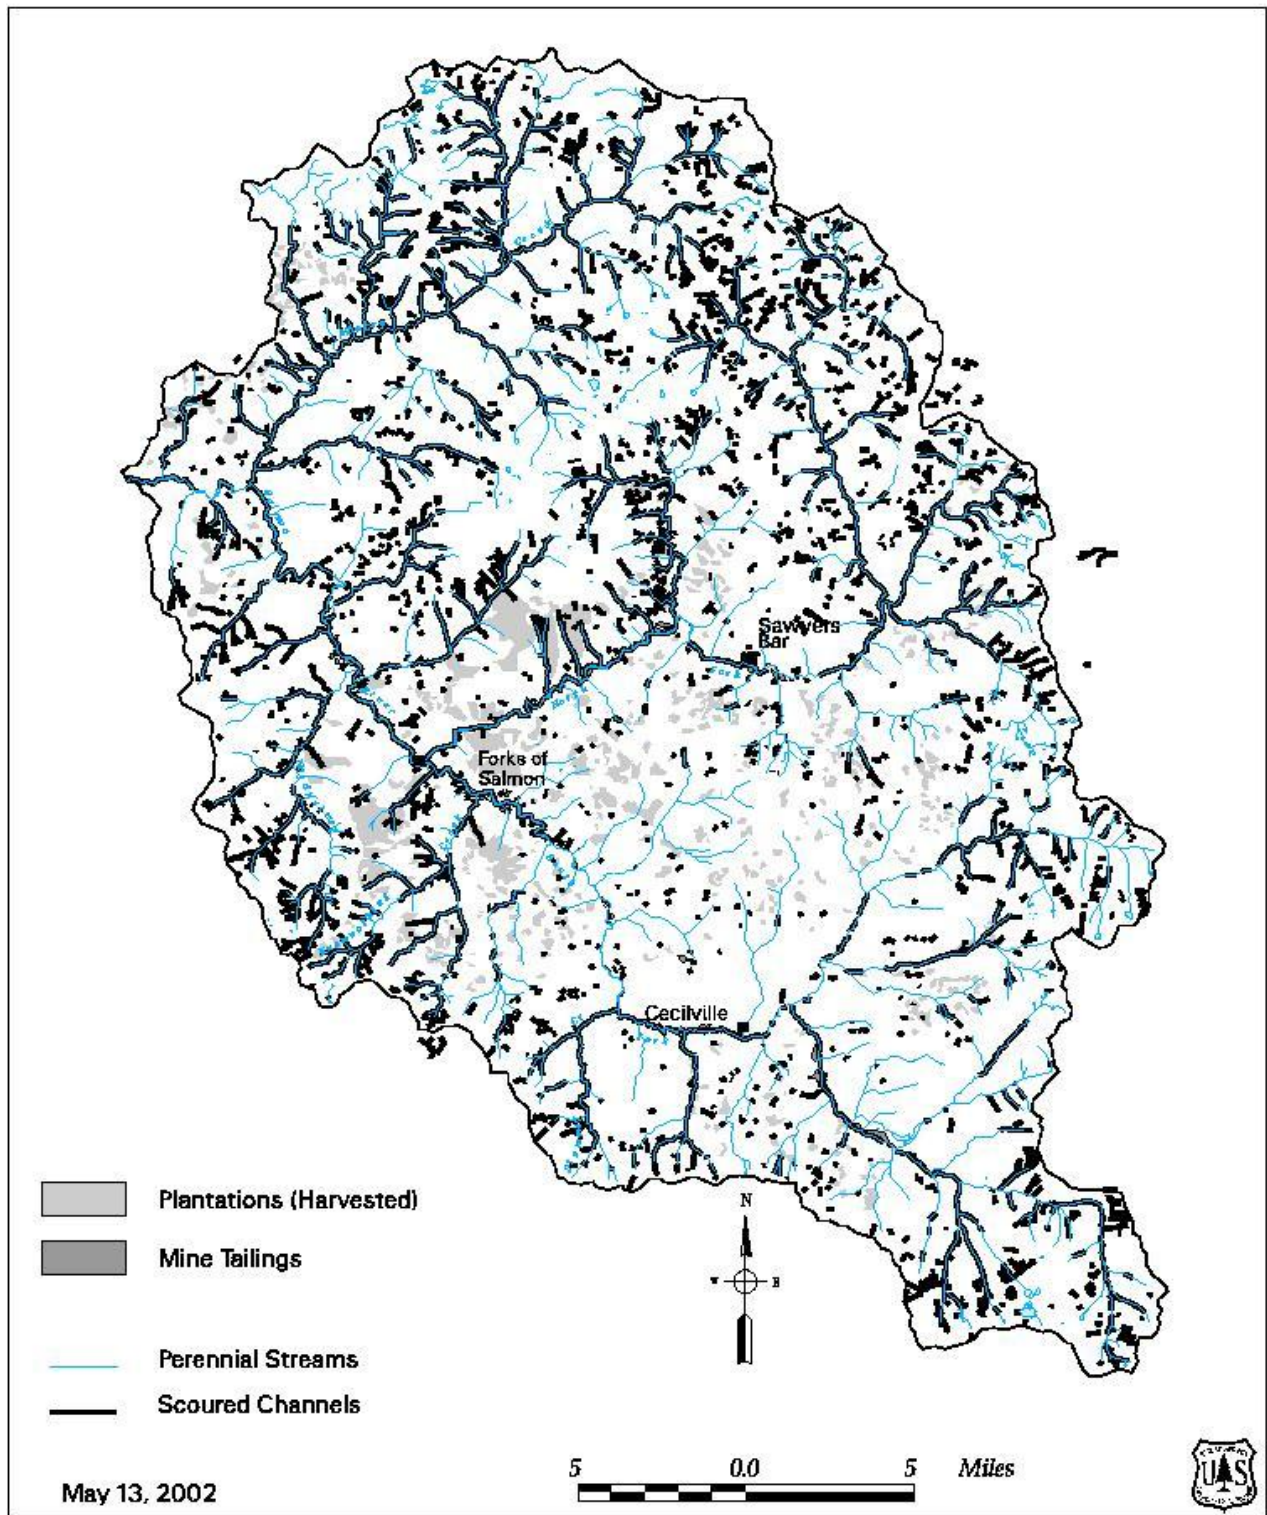 Sawyers
Bar
Forks of
Salmon
Cecilville
Plantations (Harvested)
Mine Tailings
N
W E
Perennial Streams
Scoured Channels
5 0.0 5 Miles
May 13, 2002
U S